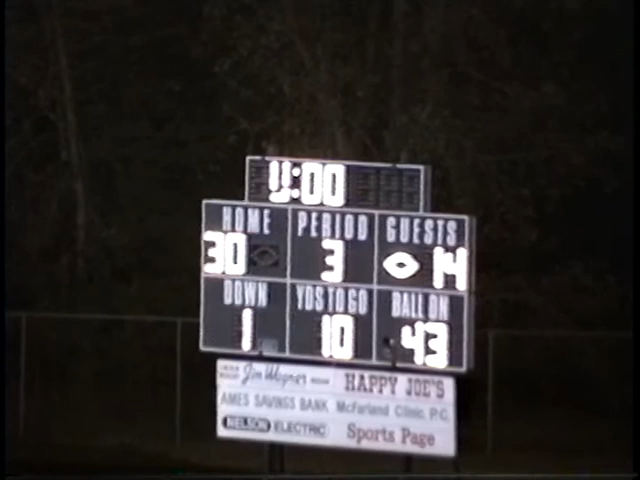 :00
HOME PERIOD GUESTS
30 3 14
DOWN YDS TO GO BALL ON
1 10 43
Jim Wagner HAPPY JOE'S
AMES SAVINGS BANK McFarland Clinic, P.C.
NELSON ELECTRIC Sports Page